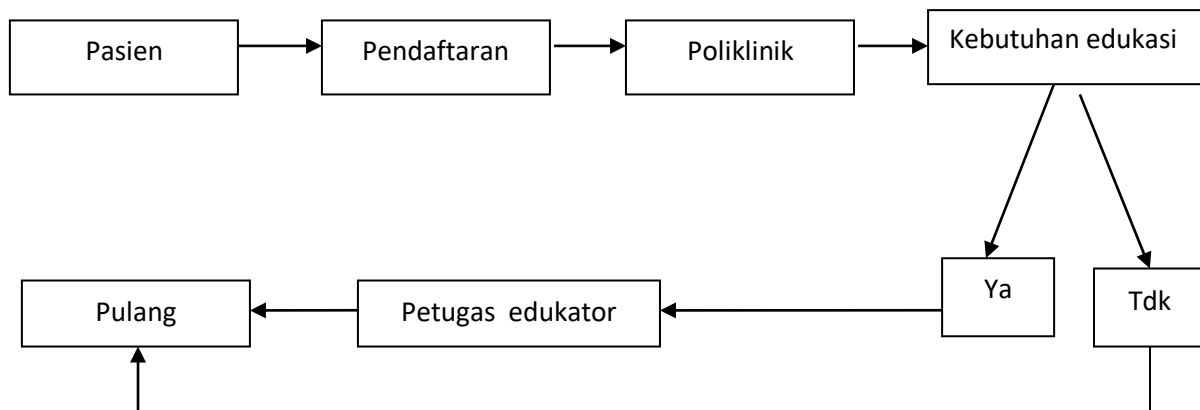 Pasien
Pendaftaran
Poliklinik
Kebutuhan edukasi
Ya
Tdk
Petugas edukator
Pulang